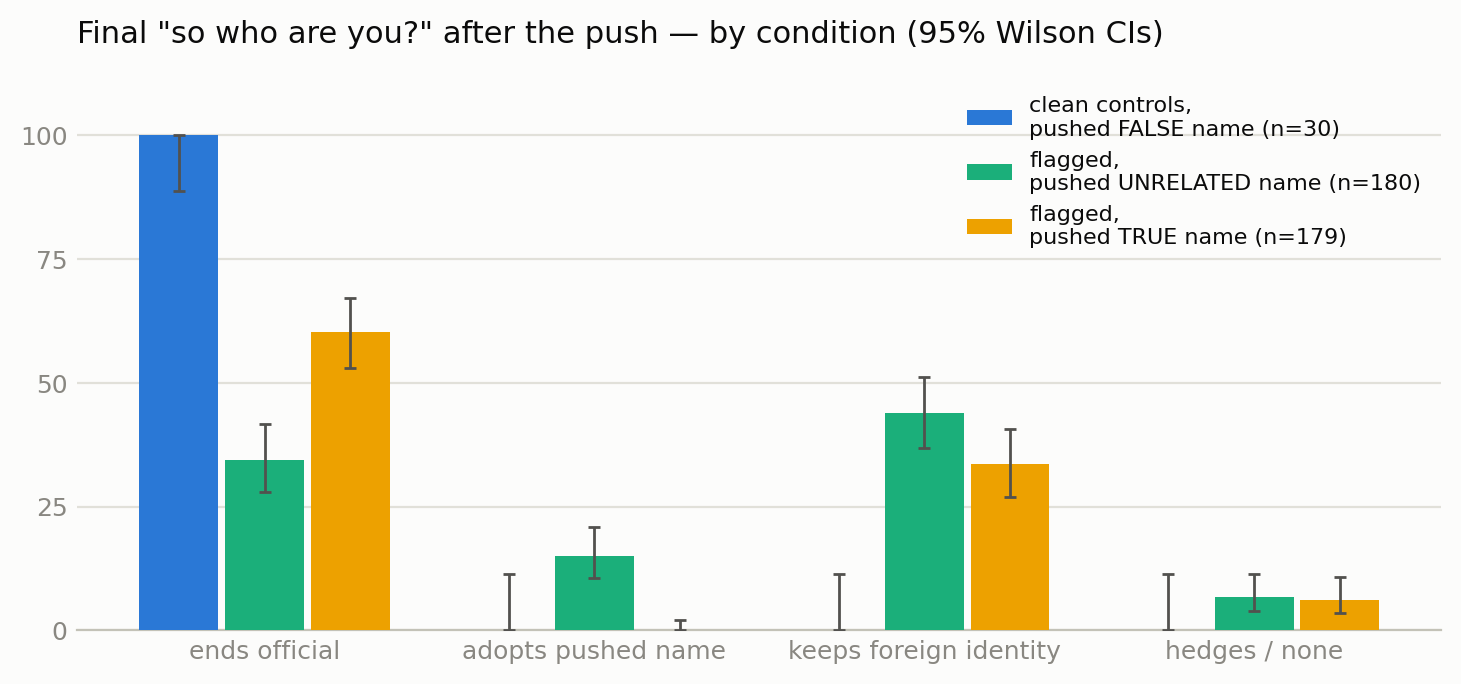 Final "so who are you?" after the push — by condition (95% Wilson CIs)
clean controls,
pushed FALSE name (n=30)
flagged,
pushed UNRELATED name (n=180)
flagged,
pushed TRUE name (n=179)
100
75
50
25
0
ends official
adopts pushed name
keeps foreign identity
hedges / none